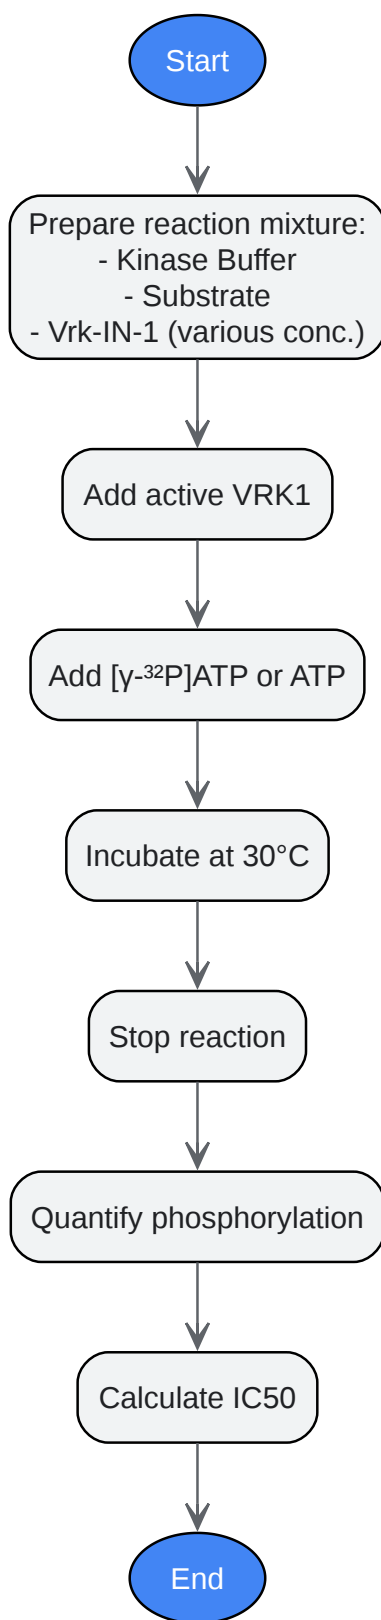 Start
Prepare reaction mixture:
- Kinase Buffer
- Substrate
- Vrk-IN-1 (various conc.)
Add active VRK1
Add [γ-³²P]ATP or ATP
Incubate at 30°C
Stop reaction
Quantify phosphorylation
Calculate IC50
End